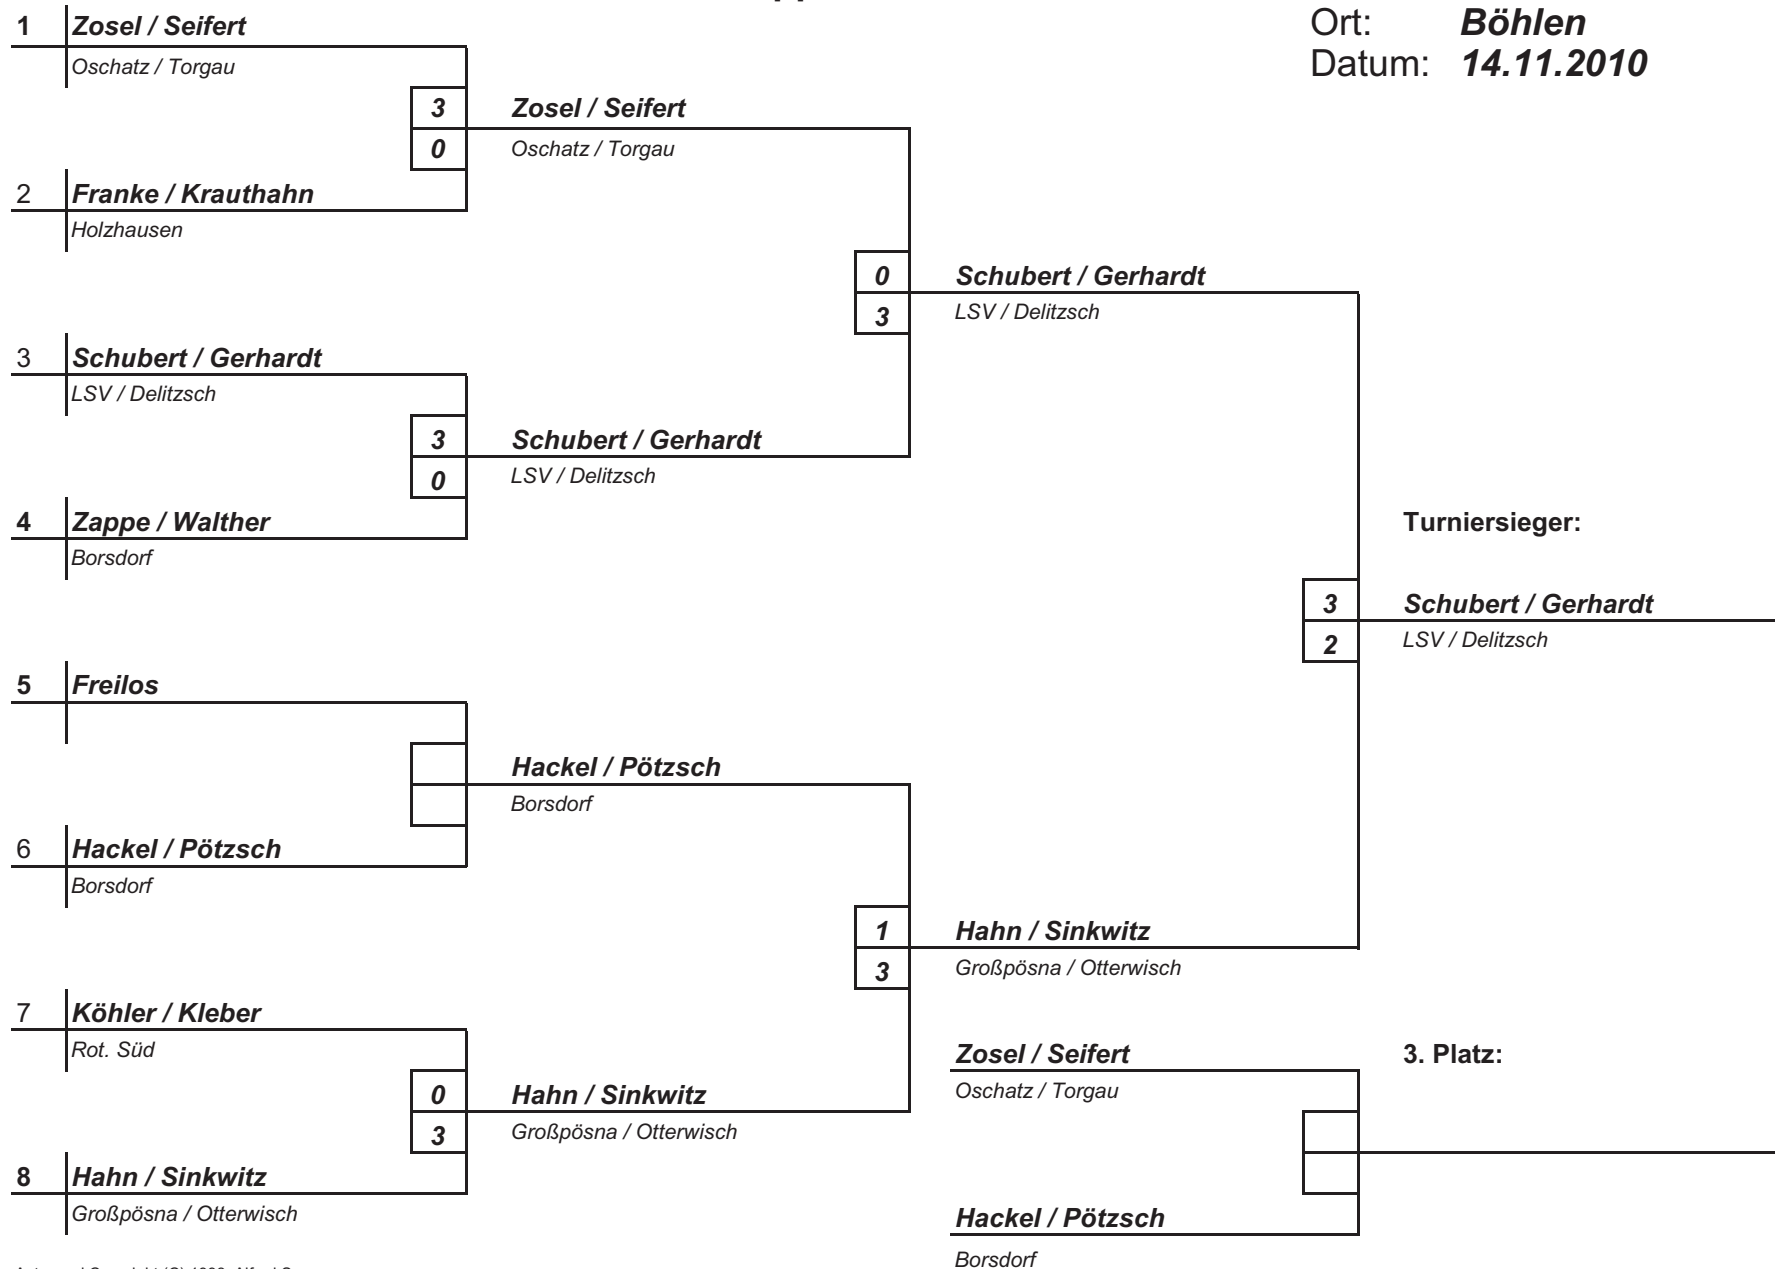 Ort: Böhlen
Datum: 14.11.2010
1 Zosel / Seifert
Oschatz / Torgau
3 Zosel / Seifert
0 Oschatz / Torgau
2 Franke / Krauthahn
Holzhausen
0 Schubert / Gerhardt
3 LSV / Delitzsch
3 Schubert / Gerhardt
LSV / Delitzsch
3 Schubert / Gerhardt
0 LSV / Delitzsch
4 Zappe / Walther
Borsdorf
Turniersieger:
3 Schubert / Gerhardt
2 LSV / Delitzsch
5 Freilos
Hackel / Pötzsch
Borsdorf
6 Hackel / Pötzsch
Borsdorf
1 Hahn / Sinkwitz
3 Großpösna / Otterwisch
7 Köhler / Kleber
Rot. Süd
0 Hahn / Sinkwitz
3 Großpösna / Otterwisch
8 Hahn / Sinkwitz
Großpösna / Otterwisch
Zosel / Seifert
Oschatz / Torgau
3. Platz:
Hackel / Pötzsch
Borsdorf